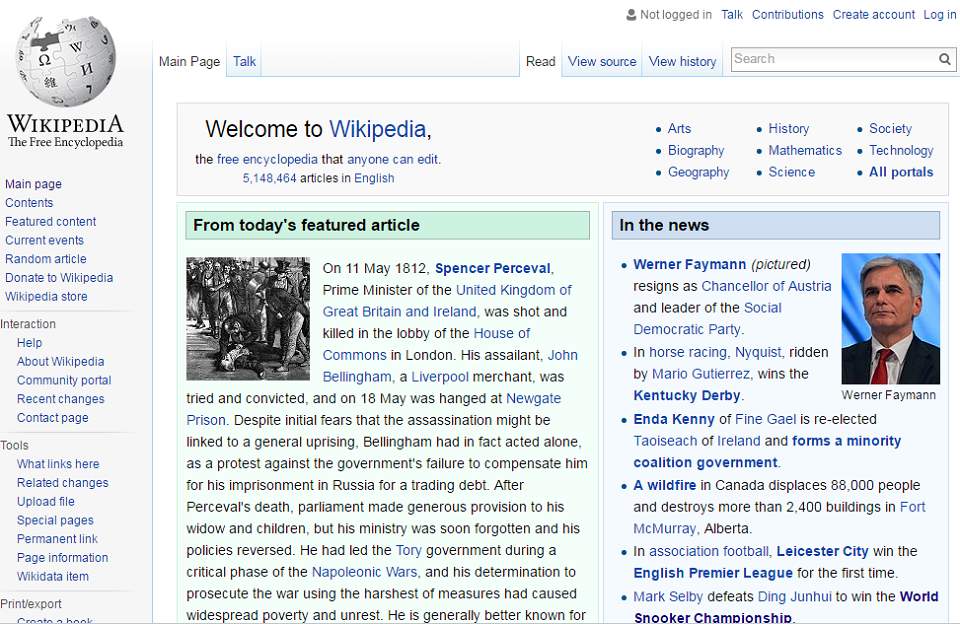 Not logged in Talk Contributions Create account Log in
Main Page Talk Read View source View history Search
WIKIPEDIA
The Free Encyclopedia
Main page
Contents
Featured content
Current events
Random article
Donate to Wikipedia
Wikipedia store
Interaction
Help
About Wikipedia
Community portal
Recent changes
Contact page
Tools
What links here
Related changes
Upload file
Special pages
Permanent link
Page information
Wikidata item
Print/export
Create a book
Welcome to Wikipedia,
the free encyclopedia that anyone can edit.
5,148,464 articles in English
Arts
Biography
Geography
History
Mathematics
Science
Society
Technology
All portals
From today's featured article
On 11 May 1812, Spencer Perceval,
Prime Minister of the United Kingdom of
Great Britain and Ireland, was shot and
killed in the lobby of the House of
Commons in London. His assailant, John
Bellingham, a Liverpool merchant, was
tried and convicted, and on 18 May was hanged at Newgate
Prison. Despite initial fears that the assassination might be
linked to a general uprising, Bellingham had in fact acted alone,
as a protest against the government's failure to compensate him
for his imprisonment in Russia for a trading debt. After
Perceval's death, parliament made generous provision to his
widow and children, but his ministry was soon forgotten and his
policies reversed. He had led the Tory government during a
critical phase of the Napoleonic Wars, and his determination to
prosecute the war using the harshest of measures had caused
widespread poverty and unrest. He is generally better known for
In the news
Werner Faymann (pictured)
resigns as Chancellor of Austria
and leader of the Social
Democratic Party.
In horse racing, Nyquist, ridden
by Mario Gutierrez, wins the
Kentucky Derby.
Werner Faymann
Enda Kenny of Fine Gael is re-elected
Taoiseach of Ireland and forms a minority
coalition government.
A wildfire in Canada displaces 88,000 people
and destroys more than 2,400 buildings in Fort
McMurray, Alberta.
In association football, Leicester City win the
English Premier League for the first time.
Mark Selby defeats Ding Junhui to win the World
Snooker Championship.